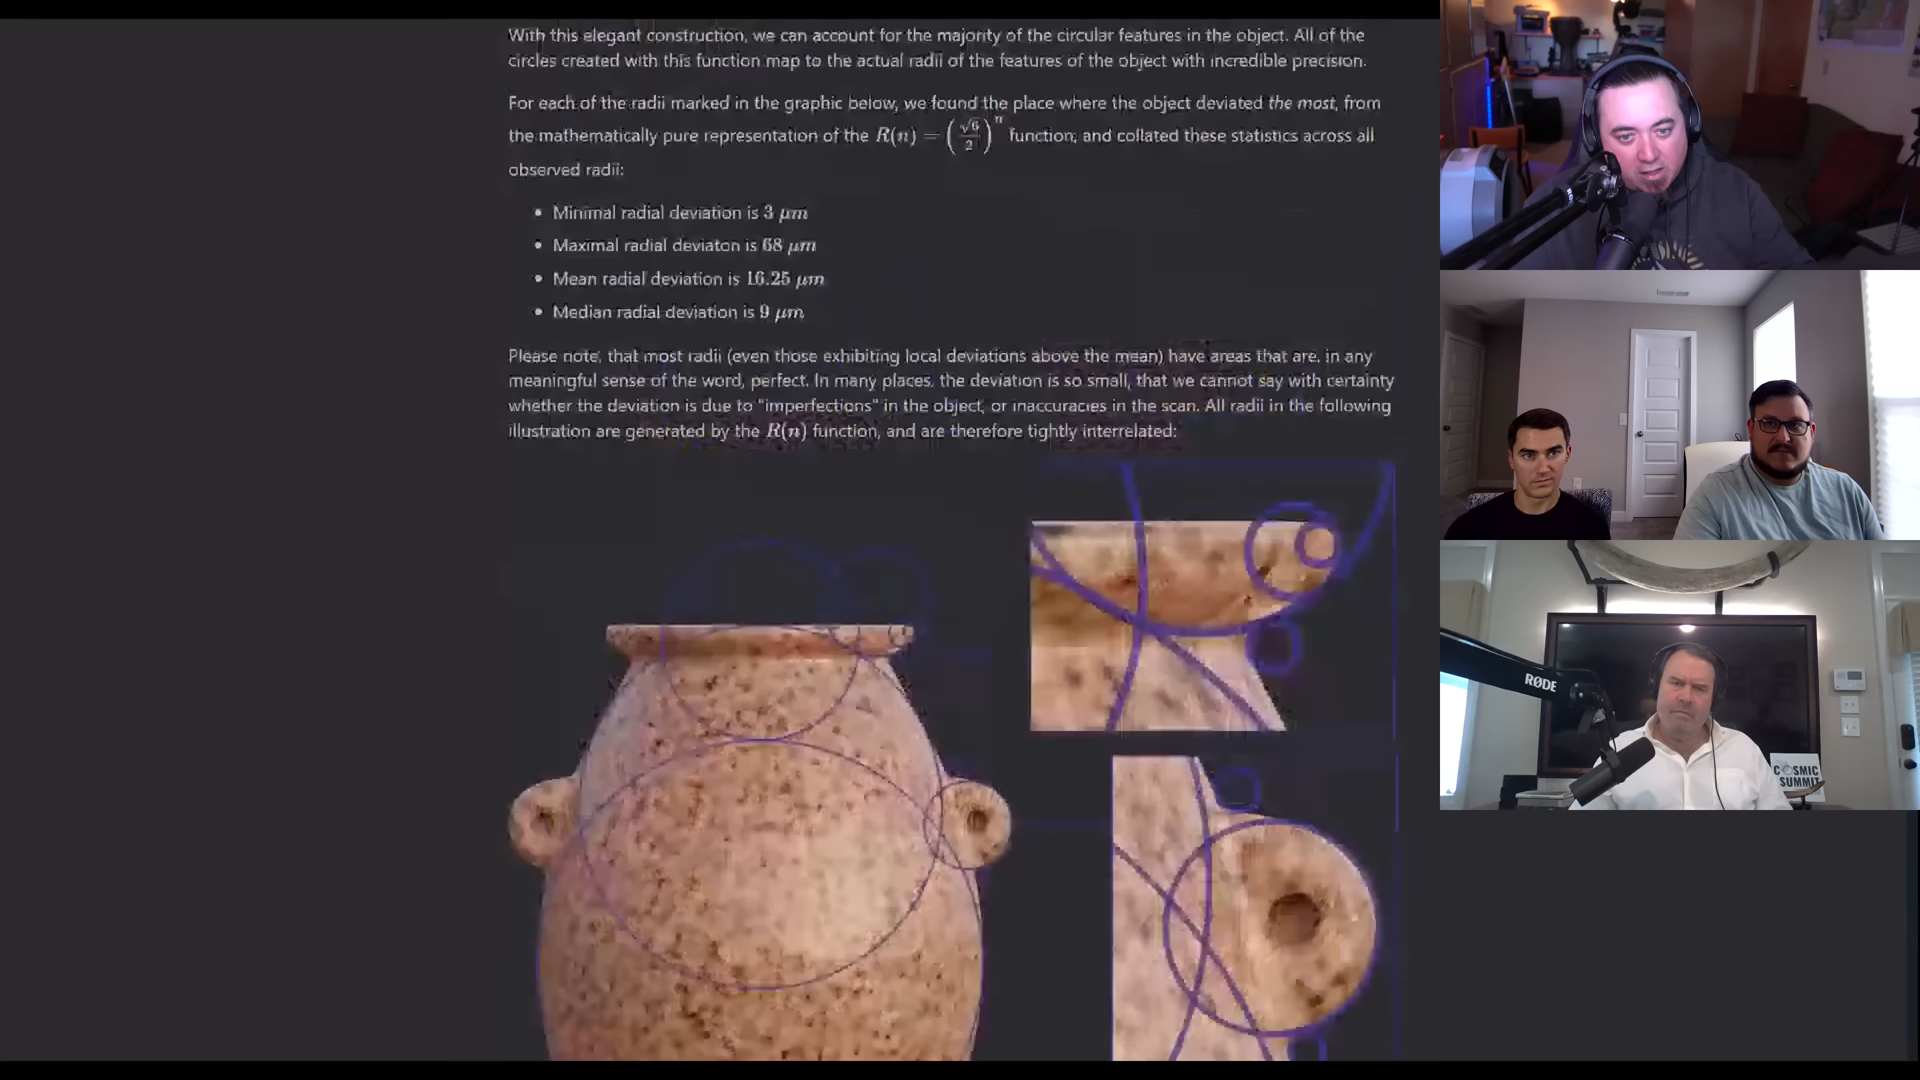 With this elegant construction, we can account for the majority of the circular features in the object. All of the
circles created with this function map to the actual radii of the features of the object with incredible precision.
For each of the radii marked in the graphic below, we found the place where the object deviated the most, from
the mathematically pure representation of the R(n) = (√6/2)^n function, and collated these statistics across all
observed radii:
• Minimal radial deviation is 3 μm
• Maximal radial deviaton is 68 μm
• Mean radial deviation is 16.25 μm
• Median radial deviation is 9 μm
Please note, that most radii (even those exhibiting local deviations above the mean) have areas that are, in any
meaningful sense of the word, perfect. In many places, the deviation is so small, that we cannot say with certainty
whether the deviation is due to "imperfections" in the object, or inaccuracies in the scan. All radii in the following
illustration are generated by the R(n) function, and are therefore tightly interrelated:
RØDE
COSMIC
SUMMIT